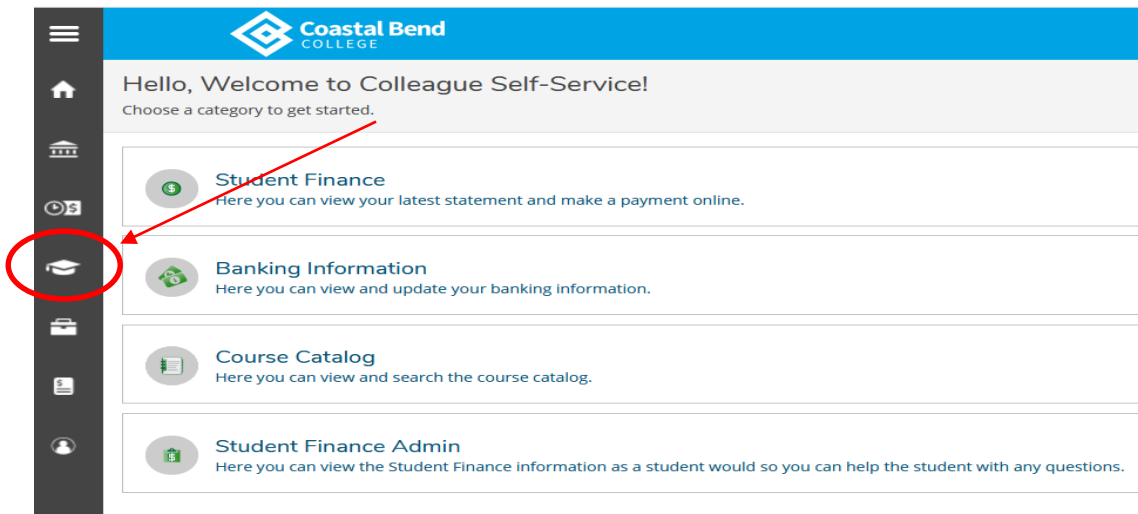 Coastal Bend
COLLEGE
Hello, Welcome to Colleague Self-Service!
Choose a category to get started.
Student Finance
Here you can view your latest statement and make a payment online.
Banking Information
Here you can view and update your banking information.
Course Catalog
Here you can view and search the course catalog.
Student Finance Admin
Here you can view the Student Finance information as a student would so you can help the student with any questions.